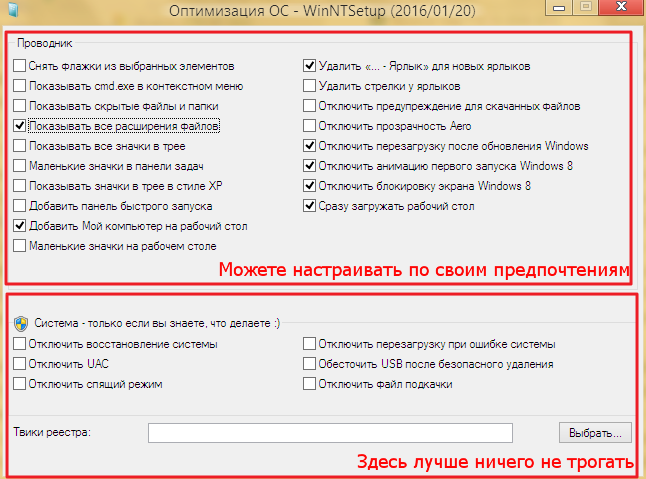 Оптимизация ОС - WinNTSetup (2016/01/20)
Проводник
Снять флажки из выбранных элементов
Показывать cmd.exe в контекстном меню
Показывать скрытые файлы и папки
Показывать все расширения файлов
Показывать все значки в трее
Маленькие значки в панели задач
Показывать значки в трее в стиле XP
Добавить панель быстрого запуска
Добавить Мой компьютер на рабочий стол
Маленькие значки на рабочем столе
Удалить «... - Ярлык» для новых ярлыков
Удалить стрелки у ярлыков
Отключить предупреждение для скачанных файлов
Отключить прозрачность Aero
Отключить перезагрузку после обновления Windows
Отключить анимацию первого запуска Windows 8
Отключить блокировку экрана Windows 8
Сразу загружать рабочий стол
Можете настраивать по своим предпочтениям
Система - только если вы знаете, что делаете :)
Отключить восстановление системы
Отключить UAC
Отключить спящий режим
Отключить перезагрузку при ошибке системы
Обесточить USB после безопасного удаления
Отключить файл подкачки
Твики реестра:
Выбрать...
Здесь лучше ничего не трогать